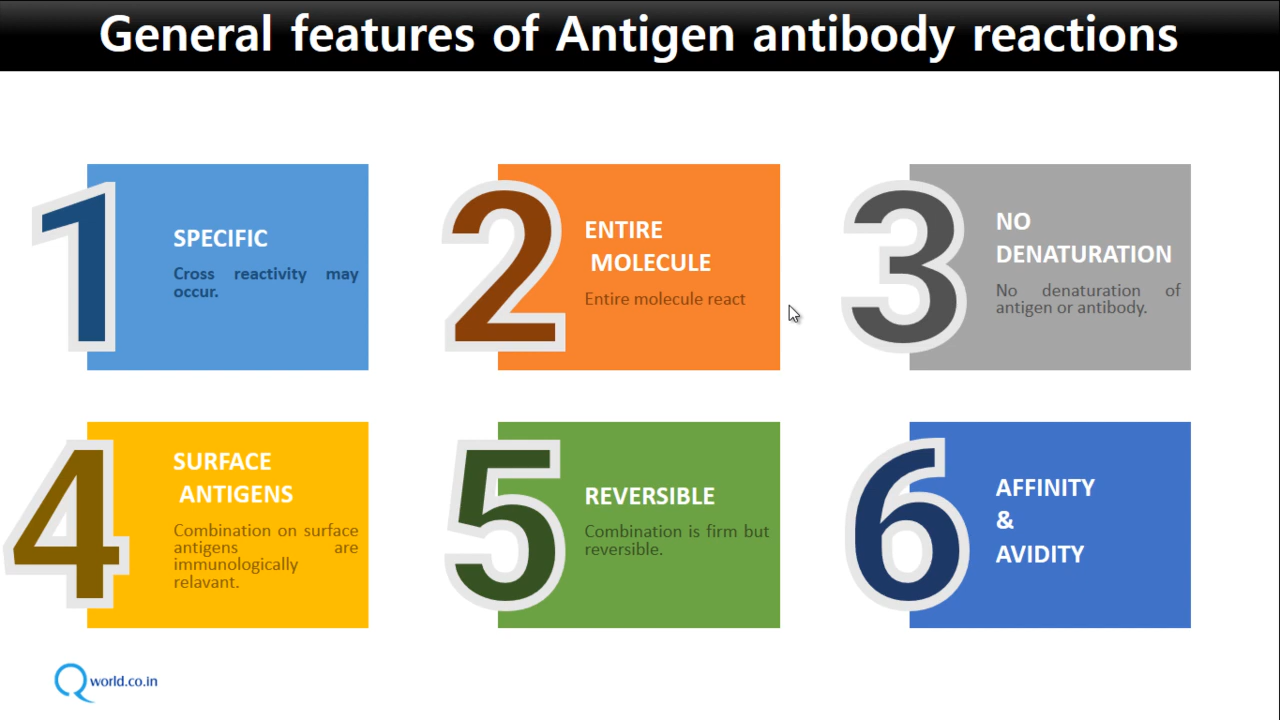 General features of Antigen antibody reactions
1
SPECIFIC
Cross reactivity may
occur.
2
ENTIRE
MOLECULE
Entire molecule react
3
NO
DENATURATION
No denaturation of
antigen or antibody.
4
SURFACE
ANTIGENS
Combination on surface
antigens are
immunologically
relavant.
5
REVERSIBLE
Combination is firm but
reversible.
6
AFFINITY
&
AVIDITY
Qworld.co.in